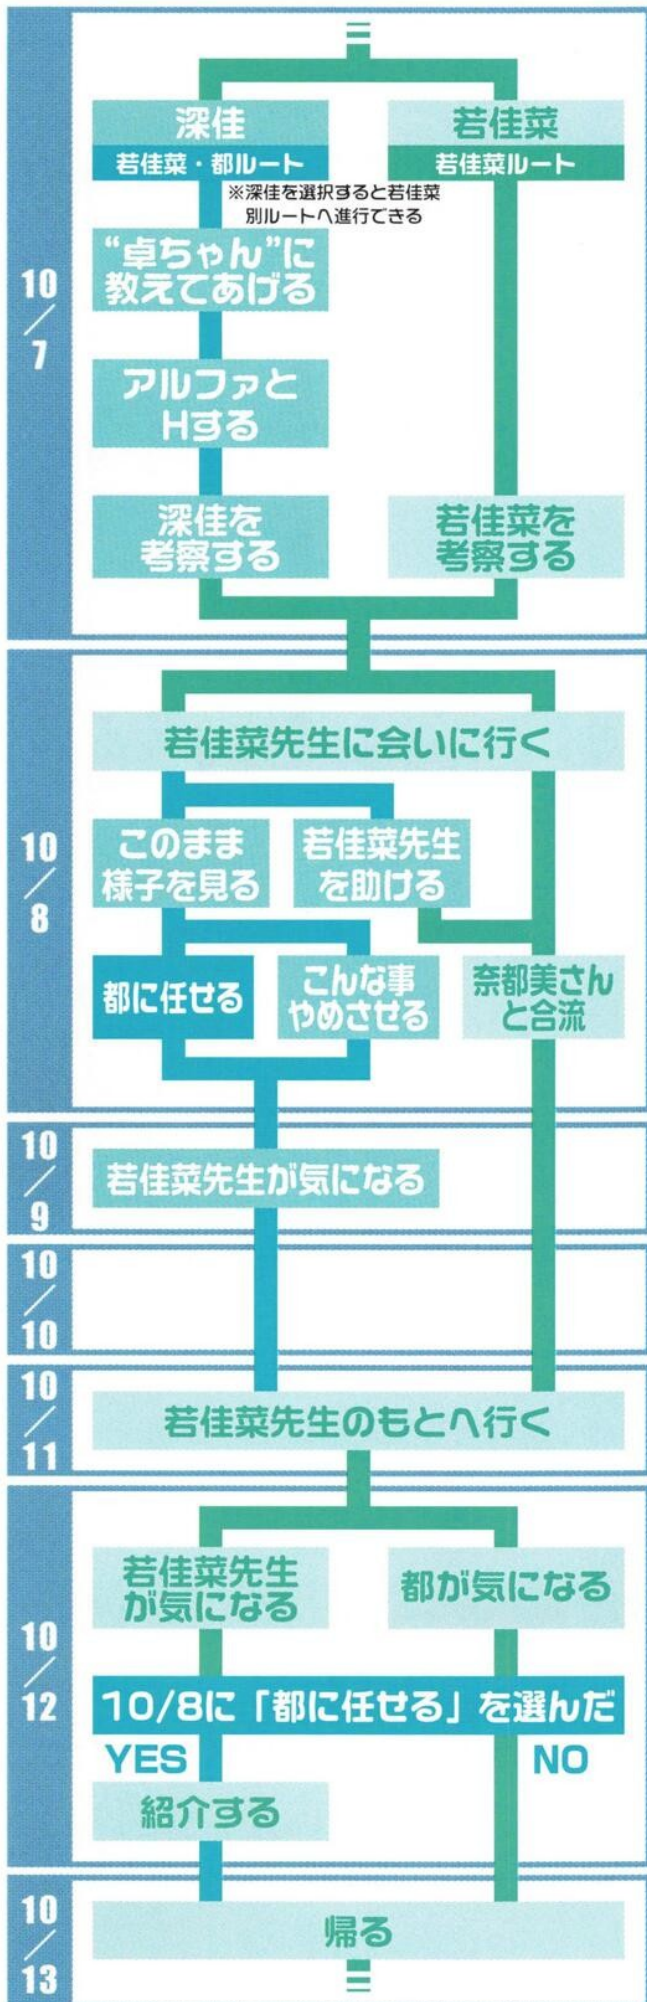 10/7
深佳
若佳菜・都ルート
若佳菜
若佳菜ルート
※深佳を選択すると若佳菜
別ルートへ進行できる
“卓ちゃん”に
教えてあげる
アルファと
Hする
深佳を
考察する
若佳菜を
考察する
10/8
若佳菜先生に会いに行く
このまま
様子を見る
若佳菜先生
を助ける
都に任せる
こんな事
やめさせる
奈都美さん
と合流
10/9
若佳菜先生が気になる
10/10
10/11
若佳菜先生のもとへ行く
10/12
若佳菜先生
が気になる
都が気になる
10/8に「都に任せる」を選んだ
YES
NO
紹介する
10/13
帰る